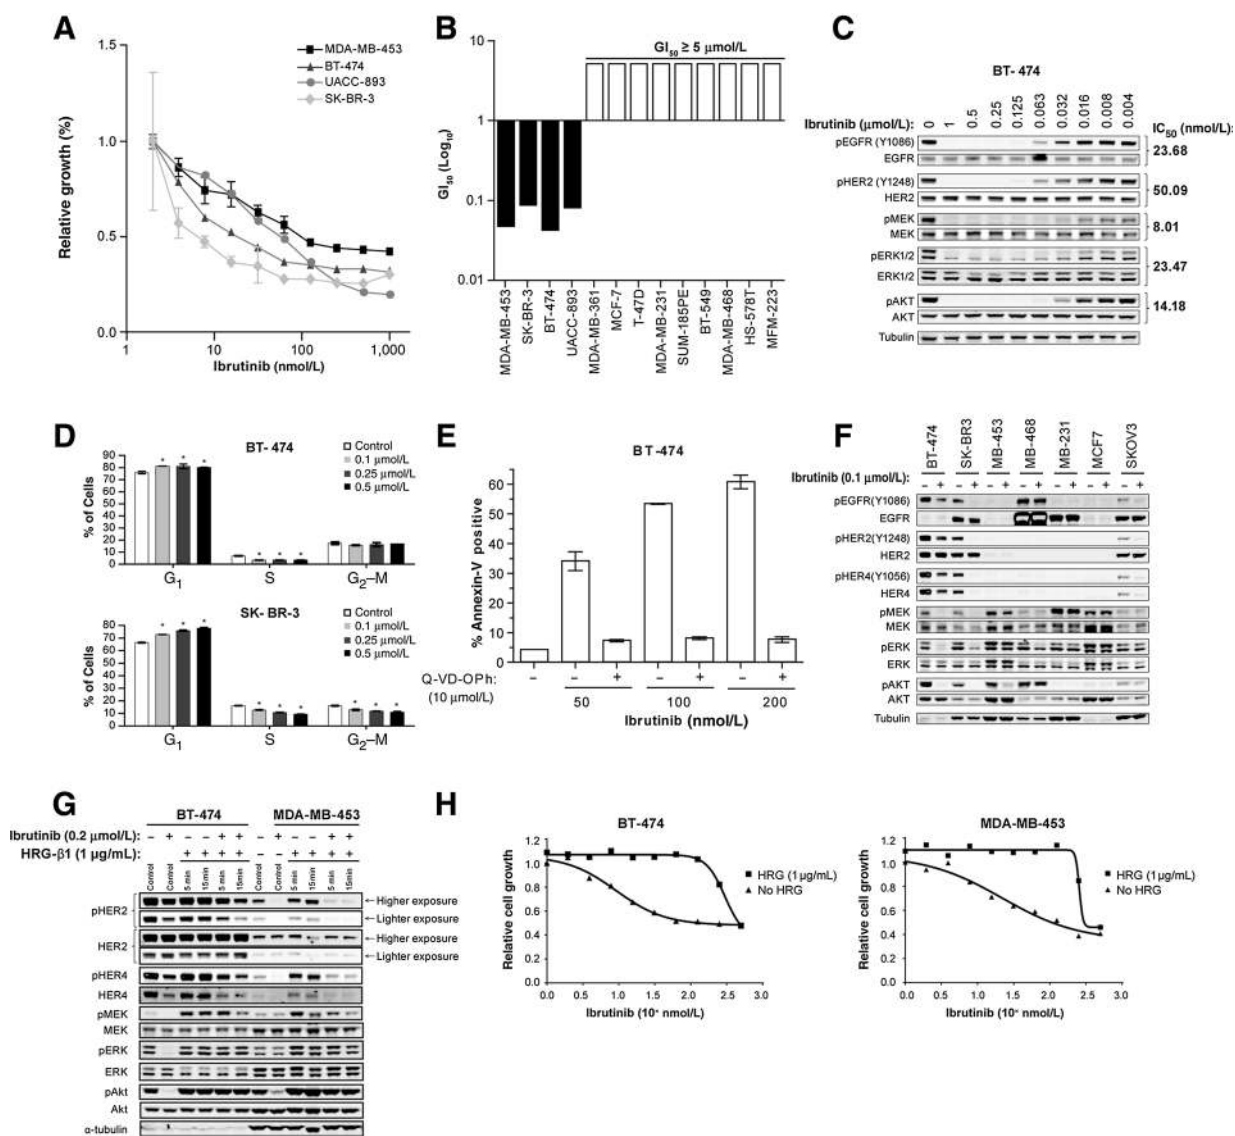 A
MDA-MB-453
BT-474
UACC-893
SK-BR-3
Relative growth (%)
1.5
1.0
0.5
0.0
1 10 100 1,000
Ibrutinib (nmol/L)
B
GI50 ≥ 5 μmol/L
GI50 (Log10)
10
1
0.1
0.01
MDA-MB-453
SK-BR-3
BT-474
UACC-893
MDA-MB-361
MCF-7
T-47D
MDA-MB-231
SUM-185PE
BT-549
MDA-MB-468
HS-578T
MFM-223
C
BT- 474
Ibrutinib (μmol/L): 0 1 0.5 0.25 0.125 0.063 0.032 0.016 0.008 0.004
IC50 (nmol/L):
pEGFR (Y1086)
EGFR
23.68
pHER2 (Y1248)
HER2
50.09
pMEK
MEK
8.01
pERK1/2
ERK1/2
23.47
pAKT
AKT
14.18
Tubulin
D
BT- 474
% of Cells
90
80
70
60
50
40
30
20
10
0
Control
0.1 μmol/L
0.25 μmol/L
0.5 μmol/L
* * *
* * *
G1 S G2–M
SK- BR-3
% of Cells
80
70
60
50
40
30
20
10
0
Control
0.1 μmol/L
0.25 μmol/L
0.5 μmol/L
* * *
* * *
* * *
G1 S G2–M
E
BT -474
% Annexin-V positive
70
60
50
40
30
20
10
0
Q-VD-OPh: – – + – + – +
(10 μmol/L)
50 100 200
Ibrutinib (nmol/L)
F
BT-474 SK-BR3 MB-453 MB-468 MB-231 MCF7 SKOV3
Ibrutinib (0.1 μmol/L): – + – + – + – + – + – + – +
pEGFR(Y1086)
EGFR
pHER2(Y1248)
HER2
pHER4(Y1056)
HER4
pMEK
MEK
pERK
ERK
pAKT
AKT
Tubulin
G
BT-474 MDA-MB-453
Ibrutinib (0.2 μmol/L): – + – – + + – + – – + +
HRG-β1 (1 μg/mL): – – + + + + – – + + + +
Control Control 5 min 15min 5 min 15min Control Control 5 min 15min 5 min 15min
pHER2
Higher exposure
Lighter exposure
HER2
Higher exposure
Lighter exposure
pHER4
HER4
pMEK
MEK
pERK
ERK
pAkt
Akt
α-tubulin
H
BT-474
Relative cell growth
1.2
1.0
0.8
0.6
0.4
0.2
0.0
0.0 0.5 1.0 1.5 2.0 2.5 3.0
Ibrutinib (10ˣ nmol/L)
HRG (1μg/mL)
No HRG
MDA-MB-453
Relative cell growth
1.2
1.0
0.8
0.6
0.4
0.2
0.0
0.0 0.5 1.0 1.5 2.0 2.5 3.0
Ibrutinib (10ˣ nmol/L)
HRG (1μg/mL)
No HRG